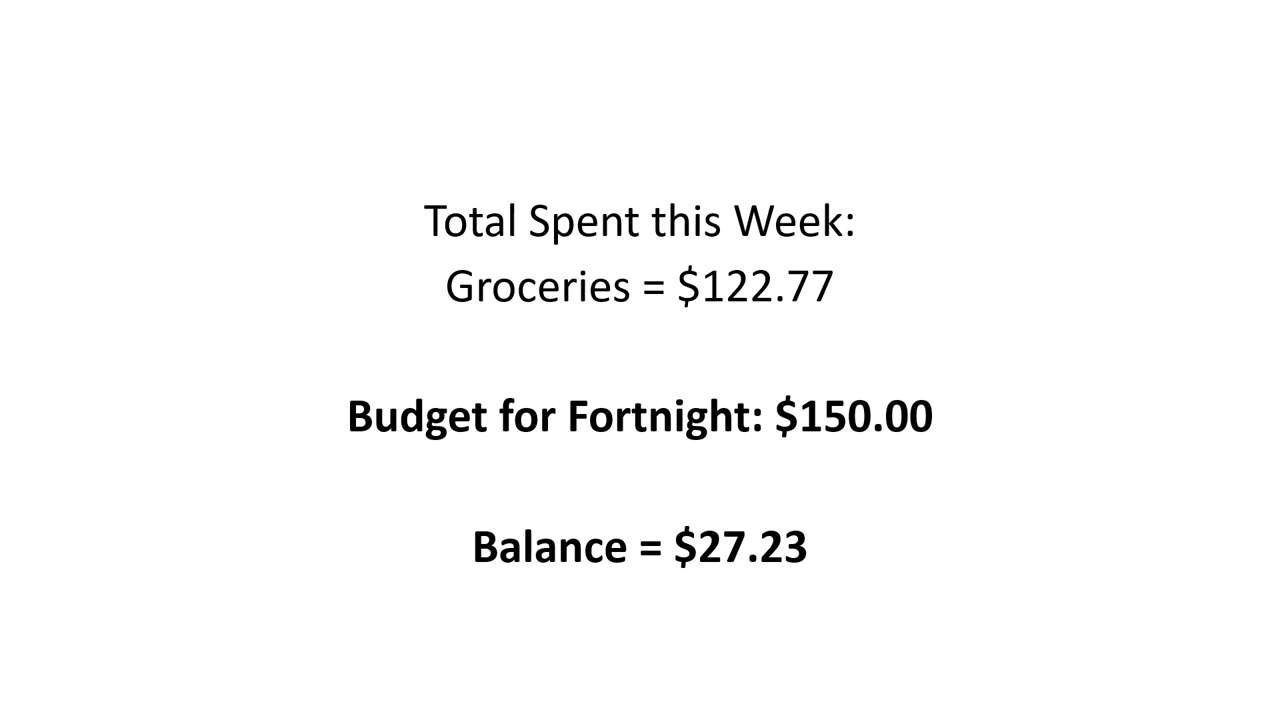 Total Spent this Week:
Groceries = $122.77
Budget for Fortnight: $150.00
Balance = $27.23